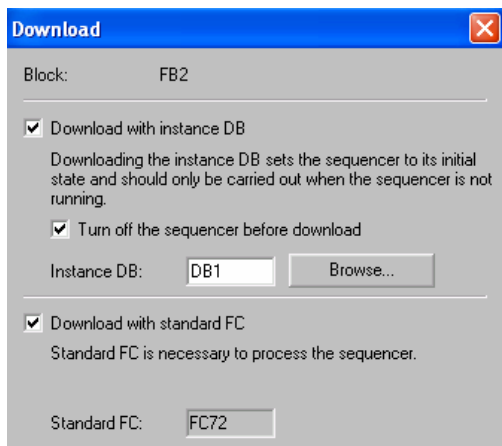 Download
Block: FB2
Download with instance DB
Downloading the instance DB sets the sequencer to its initial
state and should only be carried out when the sequencer is not
running.
Turn off the sequencer before download
Instance DB: DB1 Browse...
Download with standard FC
Standard FC is necessary to process the sequencer.
Standard FC: FC72